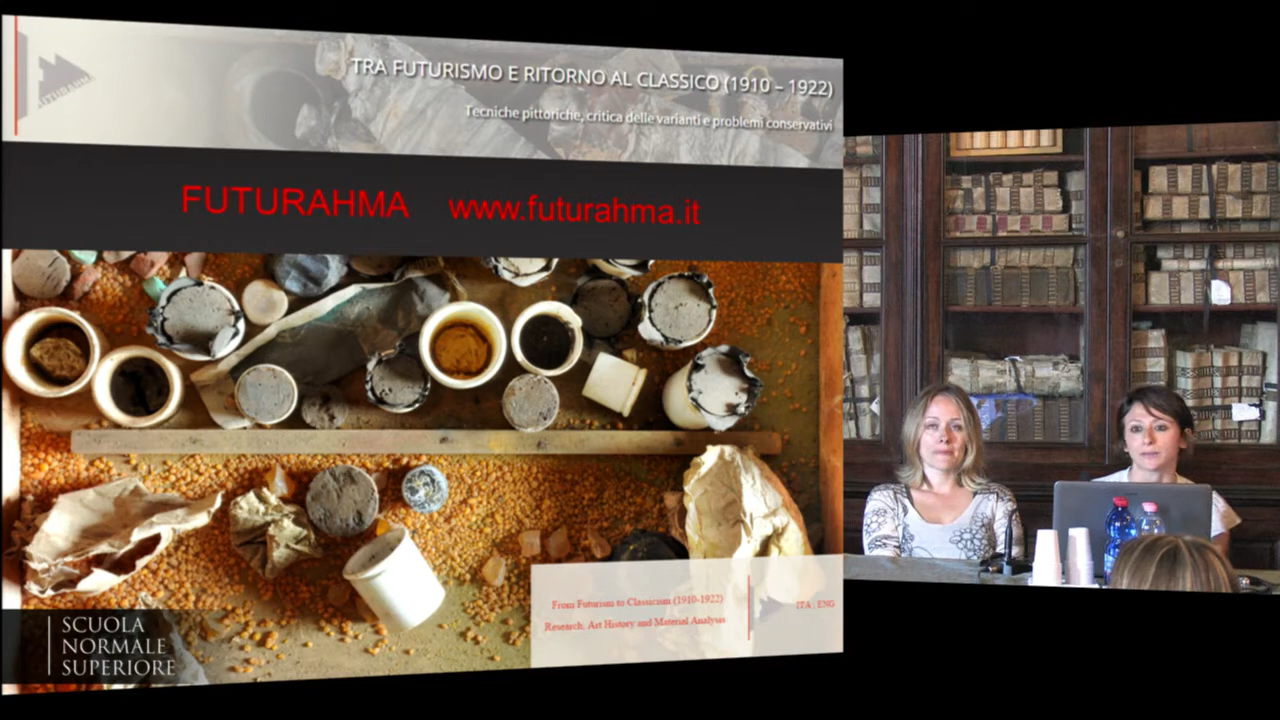 FUTURAHMA
TRA FUTURISMO E RITORNO AL CLASSICO (1910 – 1922)
Tecniche pittoriche, critica delle varianti e problemi conservativi
FUTURAHMA www.futurahma.it
From Futurism to Classicism (1910-1922)
Research, Art History and Material Analysis
ITA | ENG
SCUOLA
NORMALE
SUPERIORE